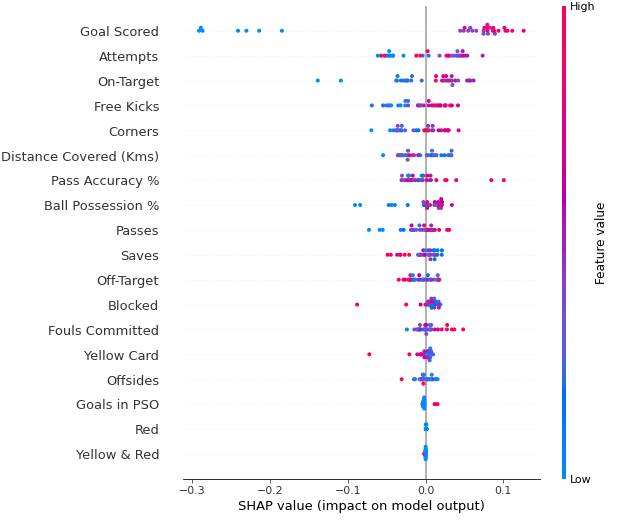 High
Goal Scored
Attempts
On-Target
Free Kicks
Corners
Distance Covered (Kms)
Pass Accuracy %
Ball Possession %
Passes
Saves
Off-Target
Blocked
Fouls Committed
Yellow Card
Offsides
Goals in PSO
Red
Yellow & Red
Feature value
Low
−0.3 −0.2 −0.1 0.0 0.1
SHAP value (impact on model output)